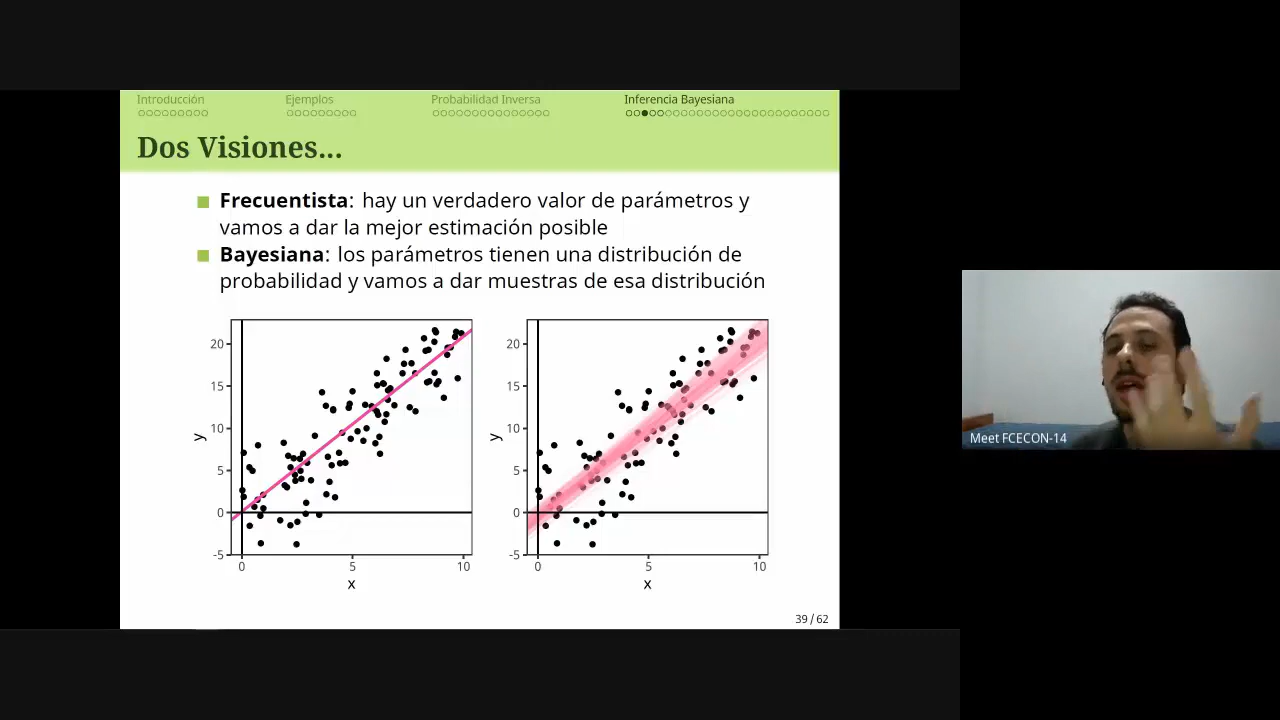 Introducción Ejemplos Probabilidad Inversa Inferencia Bayesiana
Dos Visiones...
Frecuentista: hay un verdadero valor de parámetros y
vamos a dar la mejor estimación posible
Bayesiana: los parámetros tienen una distribución de
probabilidad y vamos a dar muestras de esa distribución
20
15
10
5
0
-5
y
0 5 10
x
20
15
10
5
0
-5
y
0 5 10
x
39 / 62
Meet FCECON-14